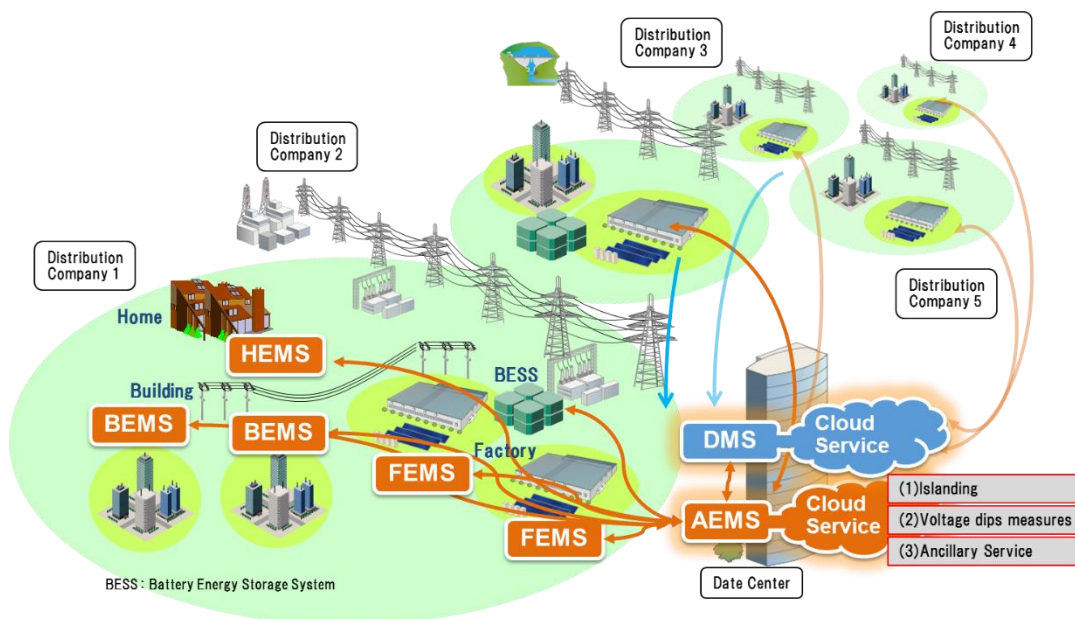 Distribution
Company 3
Distribution
Company 4
Distribution
Company 2
Distribution
Company 1
Distribution
Company 5
Home
HEMS
Building
BEMS
BEMS
BESS
Factory
FEMS
FEMS
DMS
Cloud
Service
AEMS
Cloud
Service
(1)Islanding
(2)Voltage dips measures
(3)Ancillary Service
Date Center
BESS: Battery Energy Storage System